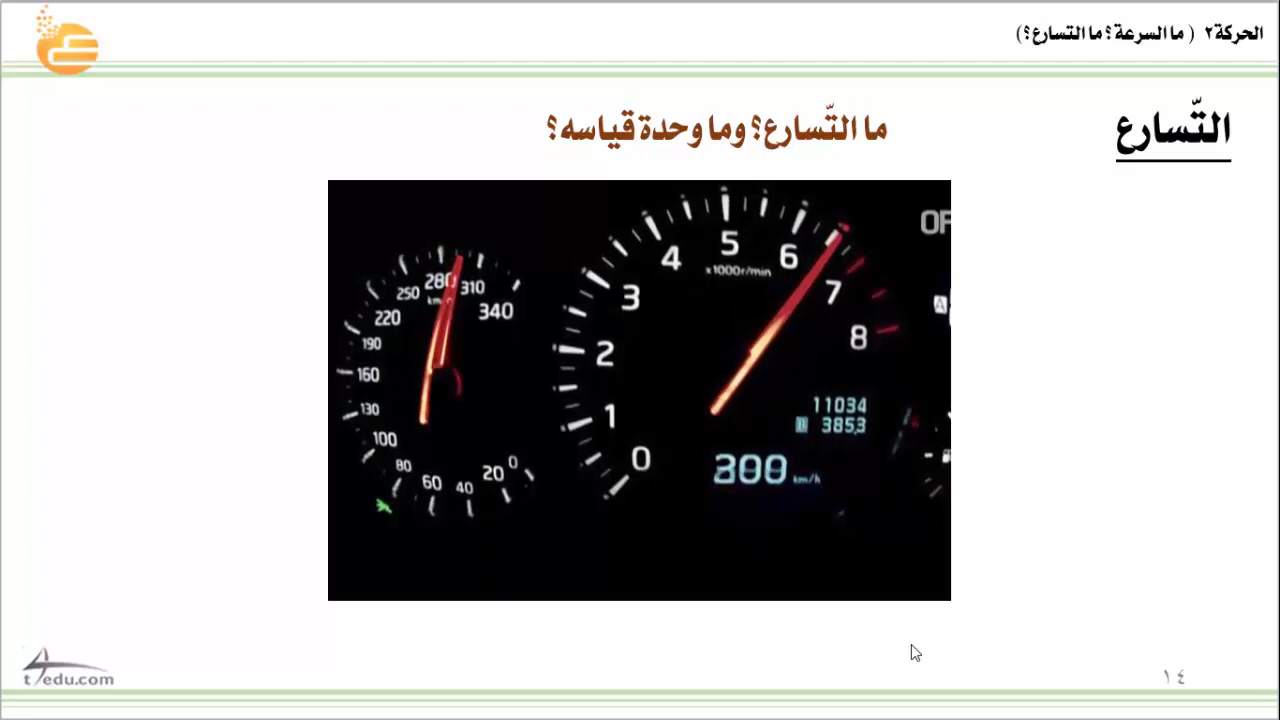 الحركة٢ ( ما السرعة؟ ما التسارع؟)
التّسارع
ما التّسارع؟ وما وحدة قياسه؟
0 20 40 60 80 100 130 160 190 220 250 280 310 340
km/h
0 1 2 3 4 5 6 7 8
x1000r/min
11034
B 385.3
300 km/h
A
t4edu.com
١٤